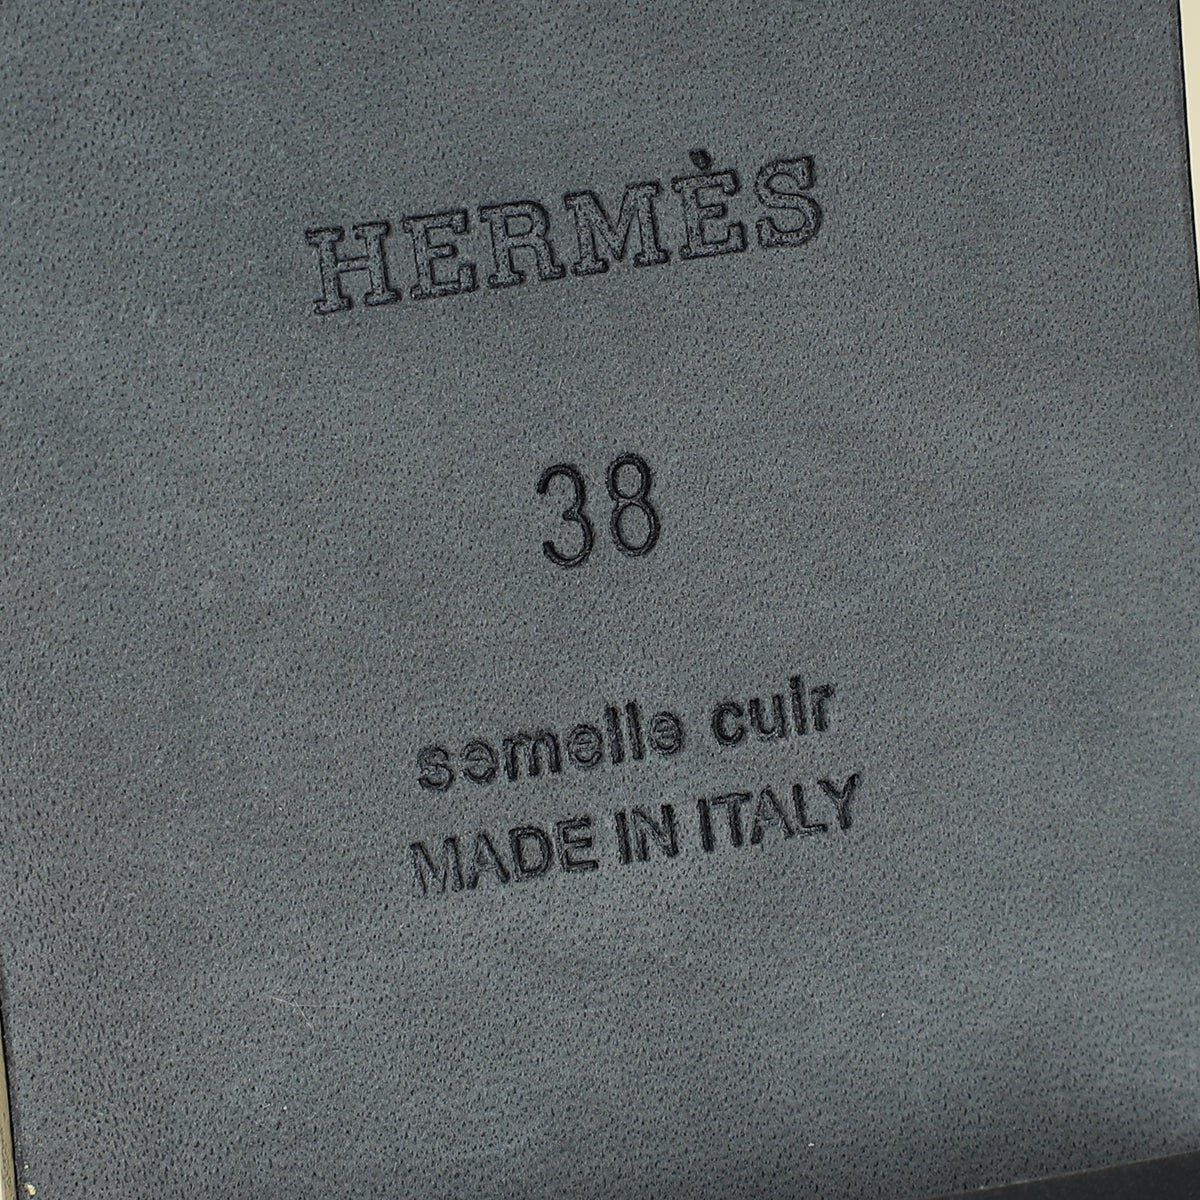 HERMÈS
38
semelle cuir
MADE IN ITALY